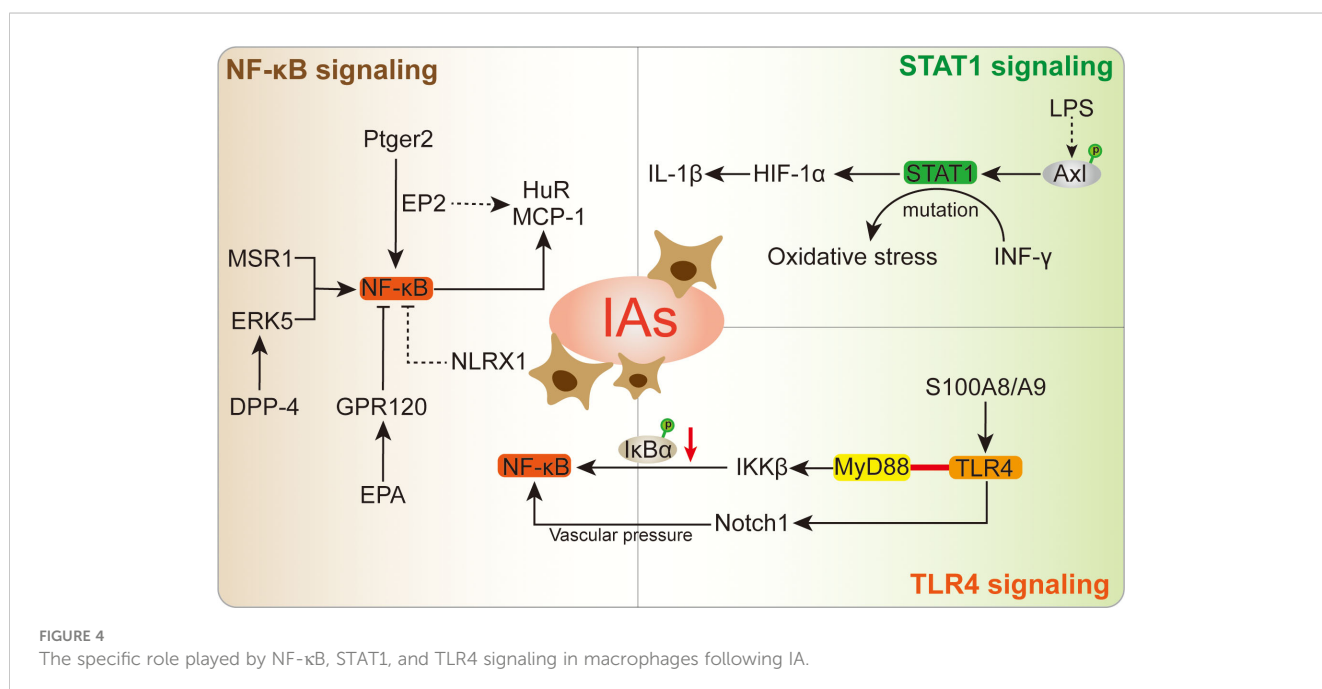 NF-κB signaling
STAT1 signaling
LPS
p
Axl
STAT1
HIF-1α
IL-1β
mutation
Oxidative stress
INF-γ
Ptger2
EP2
HuR
MCP-1
MSR1
NF-κB
ERK5
NLRX1
DPP-4
GPR120
EPA
IAs
S100A8/A9
p
IκBα
NF-κB
IKKβ
MyD88
TLR4
Notch1
Vascular pressure
TLR4 signaling
FIGURE 4
The specific role played by NF-κB, STAT1, and TLR4 signaling in macrophages following IA.